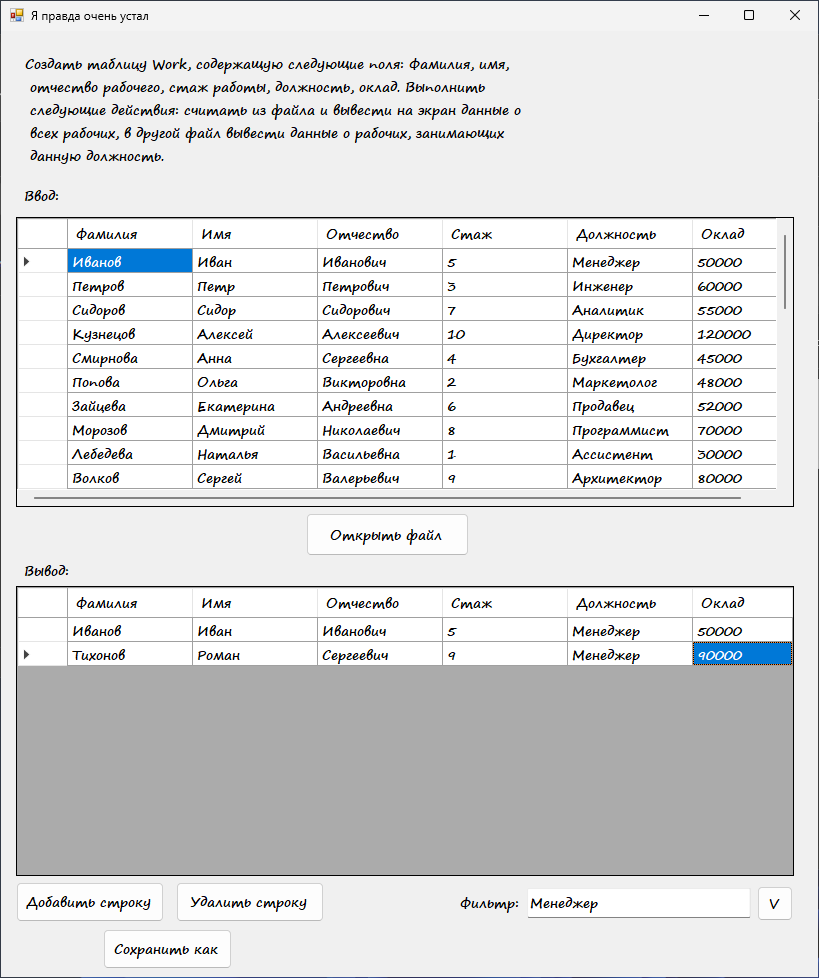 Я правда очень устал
Создать таблицу Work, содержащую следующие поля: Фамилия, имя,
отчество рабочего, стаж работы, должность, оклад. Выполнить
следующие действия: считать из файла и вывести на экран данные о
всех рабочих, в другой файл вывести данные о рабочих, занимающих
данную должность.
Ввод:
Фамилия Имя Отчество Стаж Должность Оклад
Иванов Иван Иванович 5 Менеджер 50000
Петров Петр Петрович 3 Инженер 60000
Сидоров Сидор Сидорович 7 Аналитик 55000
Кузнецов Алексей Алексеевич 10 Директор 120000
Смирнова Анна Сергеевна 4 Бухгалтер 45000
Попова Ольга Викторовна 2 Маркетолог 48000
Зайцева Екатерина Андреевна 6 Продавец 52000
Морозов Дмитрий Николаевич 8 Программист 70000
Лебедева Наталья Васильевна 1 Ассистент 30000
Волков Сергей Валерьевич 9 Архитектор 80000
Открыть файл
Вывод:
Фамилия Имя Отчество Стаж Должность Оклад
Иванов Иван Иванович 5 Менеджер 50000
Тихонов Роман Сергеевич 9 Менеджер 90000
Добавить строку Удалить строку Фильтр: Менеджер V
Сохранить как